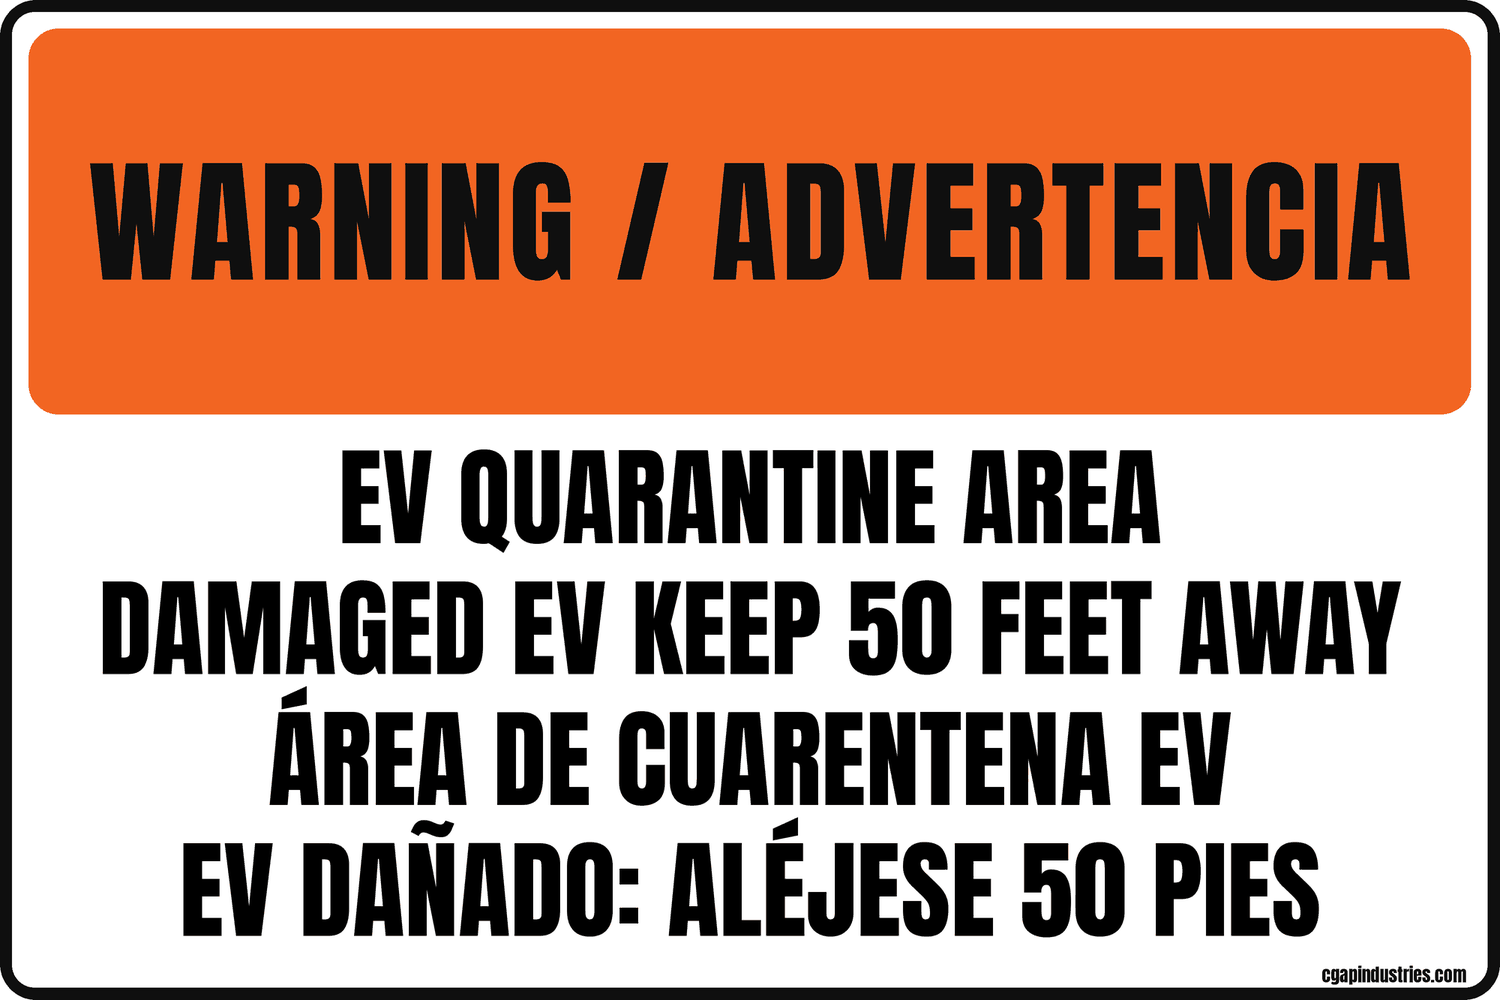 WARNING / ADVERTENCIA
EV QUARANTINE AREA
DAMAGED EV KEEP 50 FEET AWAY
ÁREA DE CUARENTENA EV
EV DAÑADO: ALÉJESE 50 PIES
cgapindustries.com